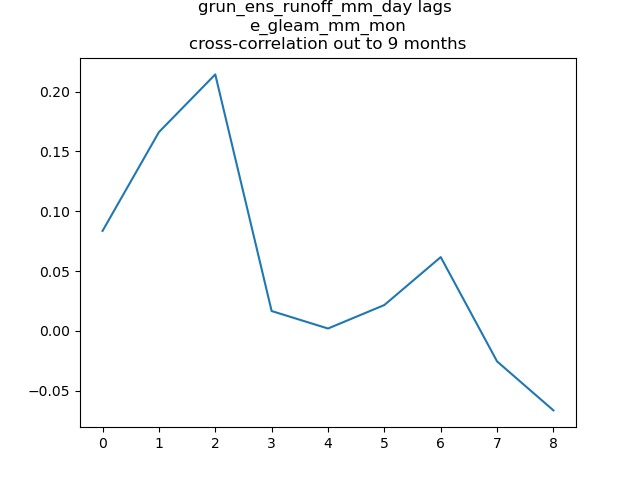 grun_ens_runoff_mm_day lags
e_gleam_mm_mon
cross-correlation out to 9 months
0.20
0.15
0.10
0.05
0.00
−0.05
0 1 2 3 4 5 6 7 8